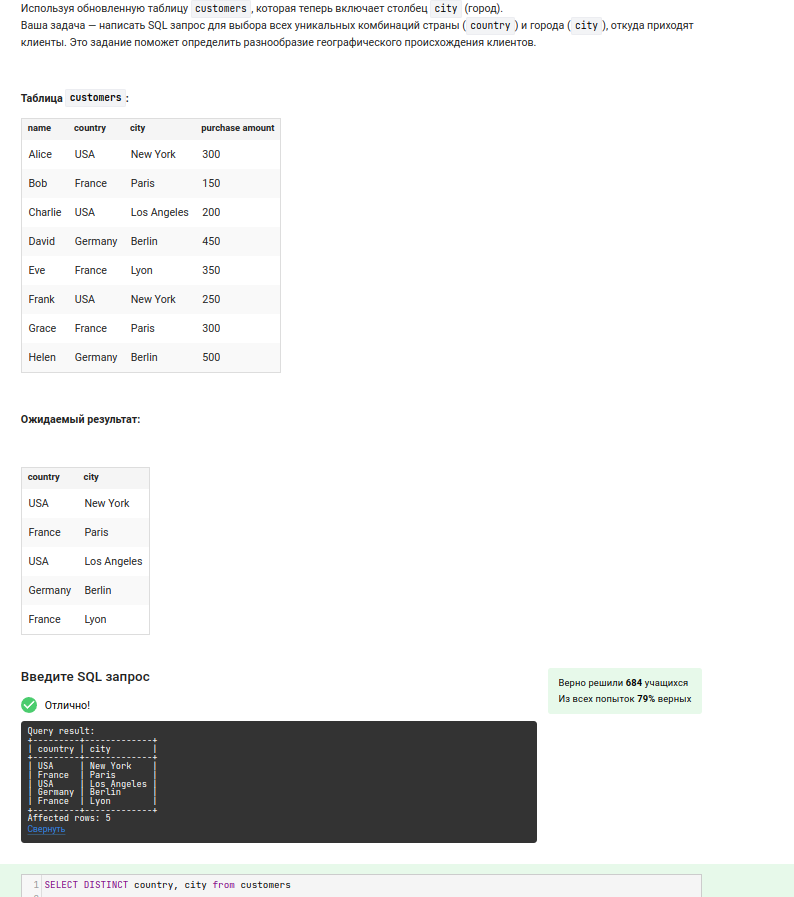 Используя обновленную таблицу customers , которая теперь включает столбец city (город).
Ваша задача — написать SQL запрос для выбора всех уникальных комбинаций страны ( country ) и города ( city ), откуда приходят
клиенты. Это задание поможет определить разнообразие географического происхождения клиентов.
Таблица customers :
name country city purchase amount
Alice USA New York 300
Bob France Paris 150
Charlie USA Los Angeles 200
David Germany Berlin 450
Eve France Lyon 350
Frank USA New York 250
Grace France Paris 300
Helen Germany Berlin 500
Ожидаемый результат:
country city
USA New York
France Paris
USA Los Angeles
Germany Berlin
France Lyon
Введите SQL запрос
Верно решили 684 учащихся
Из всех попыток 79% верных
Отлично!
Query result:
+---------+-------------+
| country | city        |
+---------+-------------+
| USA     | New York    |
| France  | Paris       |
| USA     | Los Angeles |
| Germany | Berlin      |
| France  | Lyon        |
+---------+-------------+
Affected rows: 5
Свернуть
1 SELECT DISTINCT country, city from customers